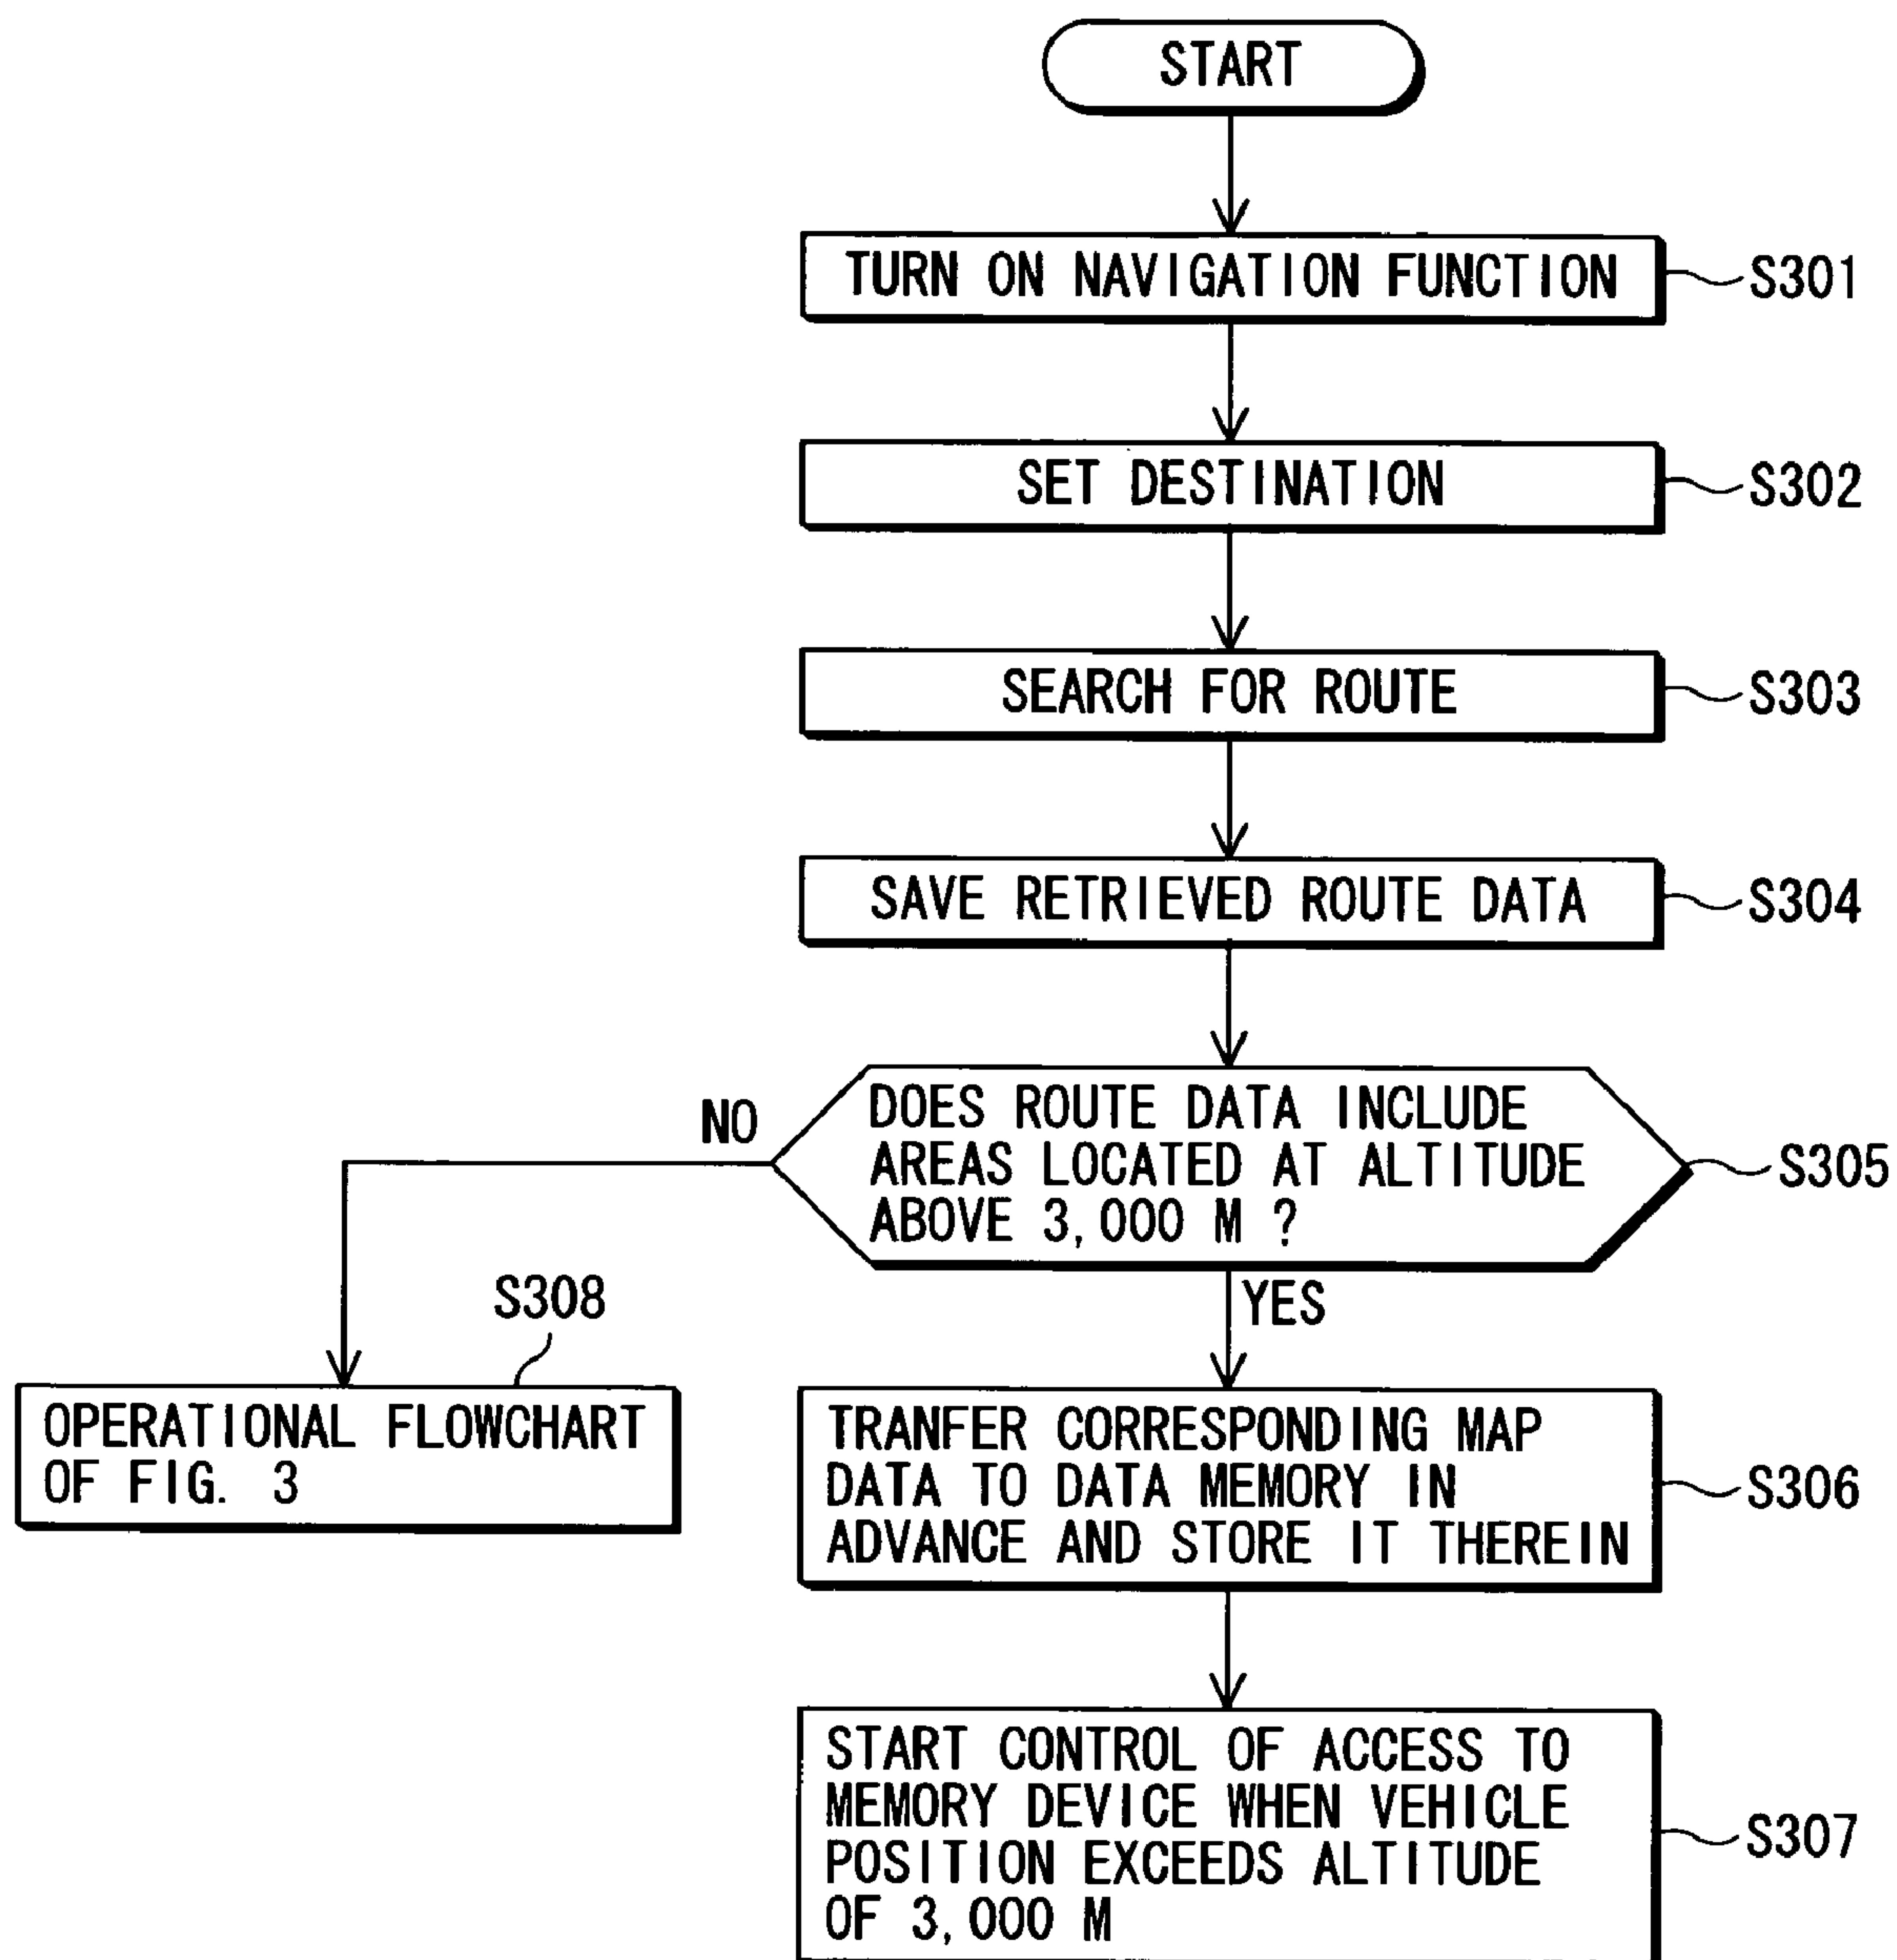 START
TURN ON NAVIGATION FUNCTION
S301
SET DESTINATION
S302
SEARCH FOR ROUTE
S303
SAVE RETRIEVED ROUTE DATA
S304
DOES ROUTE DATA INCLUDE
AREAS LOCATED AT ALTITUDE
ABOVE 3,000 M ?
S305
NO
YES
S308
OPERATIONAL FLOWCHART
OF FIG. 3
TRANFER CORRESPONDING MAP
DATA TO DATA MEMORY IN
ADVANCE AND STORE IT THEREIN
S306
START CONTROL OF ACCESS TO
MEMORY DEVICE WHEN VEHICLE
POSITION EXCEEDS ALTITUDE
OF 3,000 M
S307